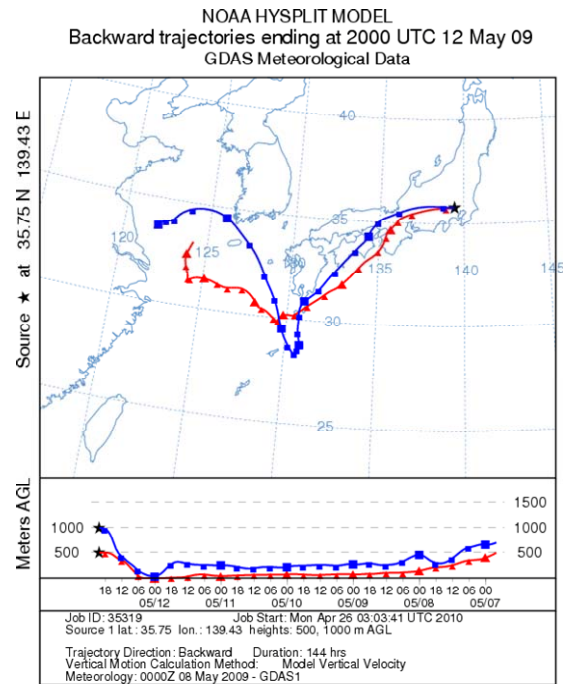 NOAA HYSPLIT MODEL
Backward trajectories ending at 2000 UTC 12 May 09
GDAS Meteorological Data
Source ★ at 35.75 N 139.43 E
40
35
120
125
130
135
140
145
30
25
Meters AGL
1500
1000 1000
500 500
18 12 06 00 18 12 06 00 18 12 06 00 18 12 06 00 18 12 06 00 18 12 06 00
05/12 05/11 05/10 05/09 05/08 05/07
Job ID: 35319 Job Start: Mon Apr 26 03:03:41 UTC 2010
Source 1 lat.: 35.75 lon.: 139.43 heights: 500, 1000 m AGL
Trajectory Direction: Backward Duration: 144 hrs
Vertical Motion Calculation Method: Model Vertical Velocity
Meteorology: 0000Z 08 May 2009 - GDAS1